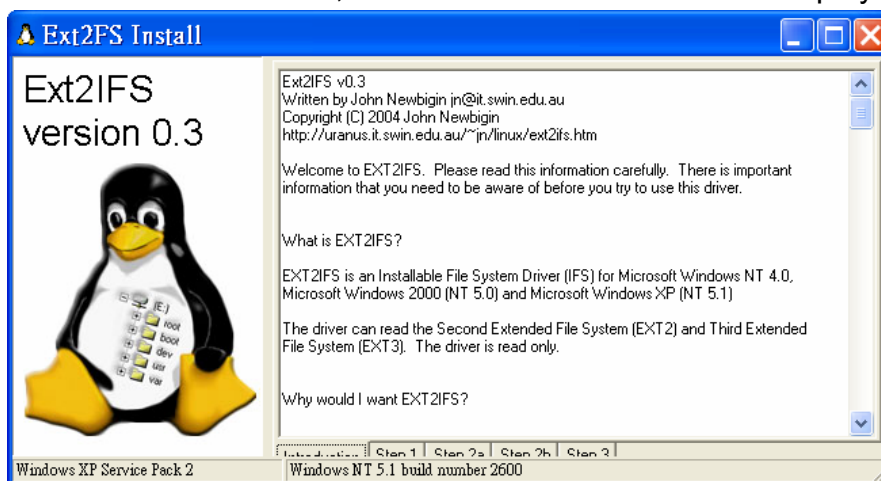 Ext2FS Install
Ext2IFS
version 0.3
(E:)
root
boot
dev
usr
var
Ext2IFS v0.3
Written by John Newbigin jn@it.swin.edu.au
Copyright (C) 2004 John Newbigin
http://uranus.it.swin.edu.au/~jn/linux/ext2ifs.htm
Welcome to EXT2IFS.  Please read this information carefully.  There is important
information that you need to be aware of before you try to use this driver.
What is EXT2IFS?
EXT2IFS is an Installable File System Driver (IFS) for Microsoft Windows NT 4.0,
Microsoft Windows 2000 (NT 5.0) and Microsoft Windows XP (NT 5.1)
The driver can read the Second Extended File System (EXT2) and Third Extended
File System (EXT3).  The driver is read only.
Why would I want EXT2IFS?
Introduction Step 1 Step 2a Step 2b Step 3
Windows XP Service Pack 2
Windows NT 5.1 build number 2600